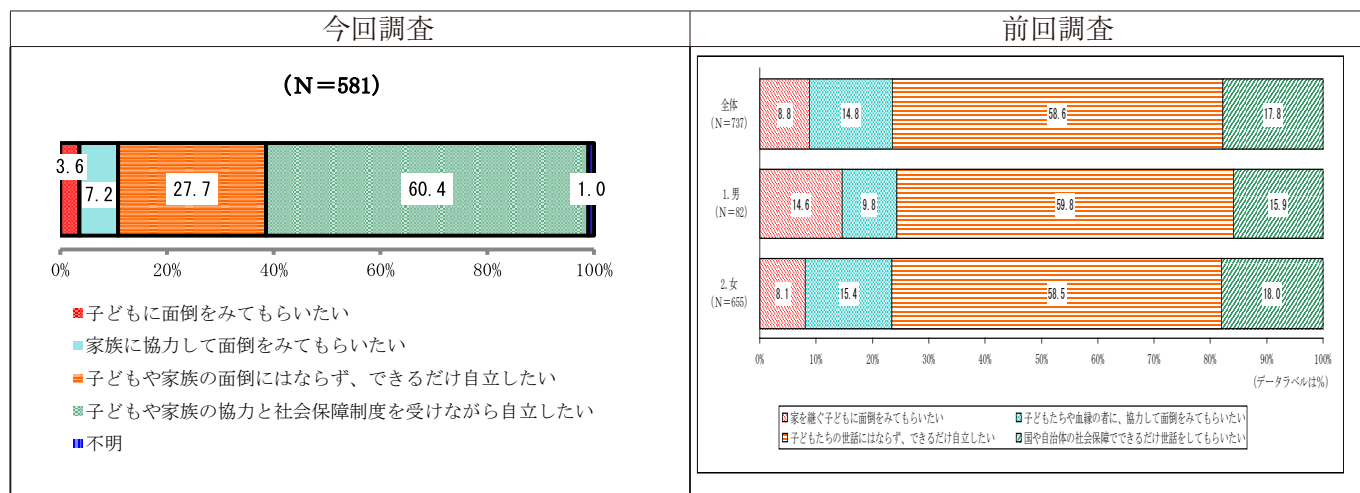 今回調査
前回調査
(N=581)
3.6
7.2
27.7
60.4
1.0
0%
20%
40%
60%
80%
100%
子どもに面倒をみてもらいたい
家族に協力して面倒をみてもらいたい
子どもや家族の面倒にはならず、できるだけ自立したい
子どもや家族の協力と社会保障制度を受けながら自立したい
不明
全体
(N=737)
8.8
14.8
58.6
17.8
1.男
(N=82)
14.6
9.8
59.8
15.9
2.女
(N=655)
8.1
15.4
58.5
18.0
0%
10%
20%
30%
40%
50%
60%
70%
80%
90%
100%
(データラベルは%)
家を継ぐ子どもに面倒をみてもらいたい
子どもたちや血縁の者に、協力して面倒をみてもらいたい
子どもたちの世話にはならず、できるだけ自立したい
国や自治体の社会保障でできるだけ世話をしてもらいたい